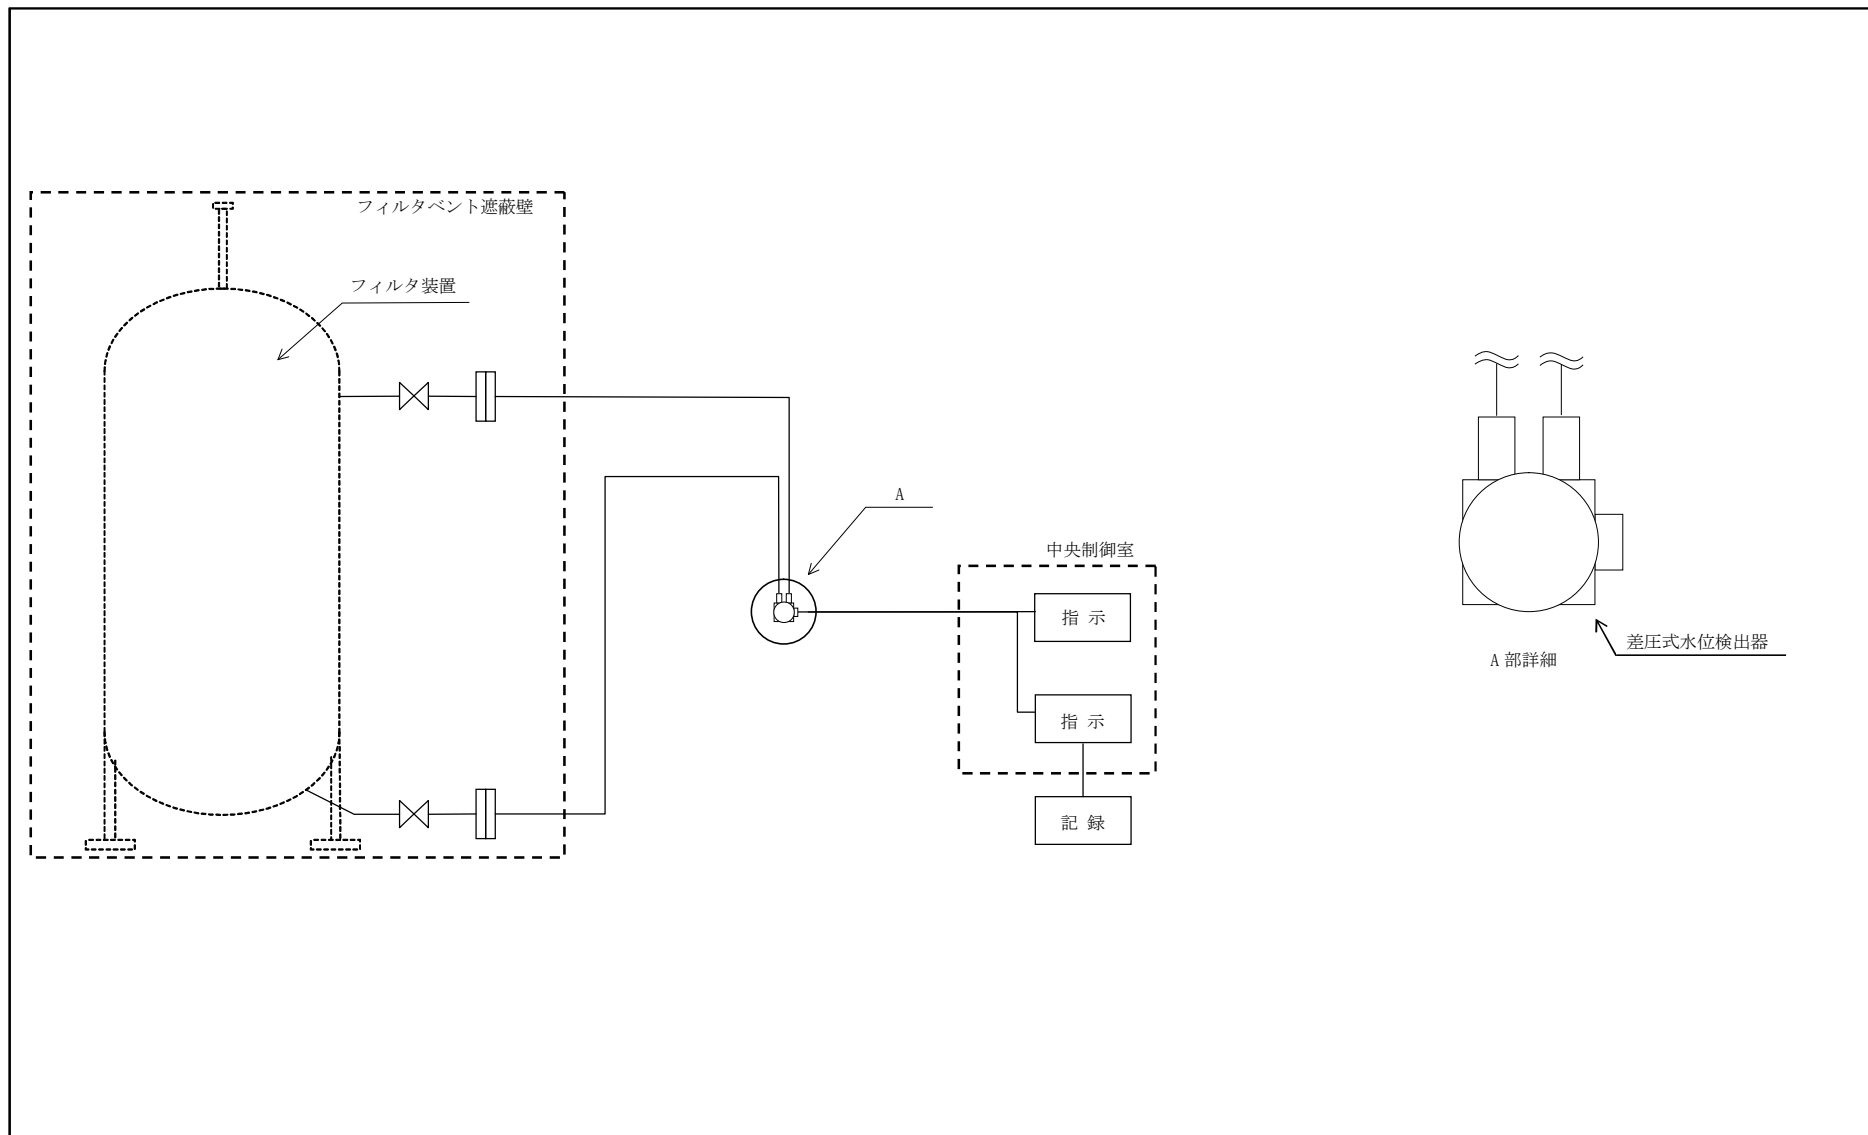 フィルタベント遮蔽壁
フィルタ装置
A
中央制御室
指 示
指 示
記 録
差圧式水位検出器
A 部詳細